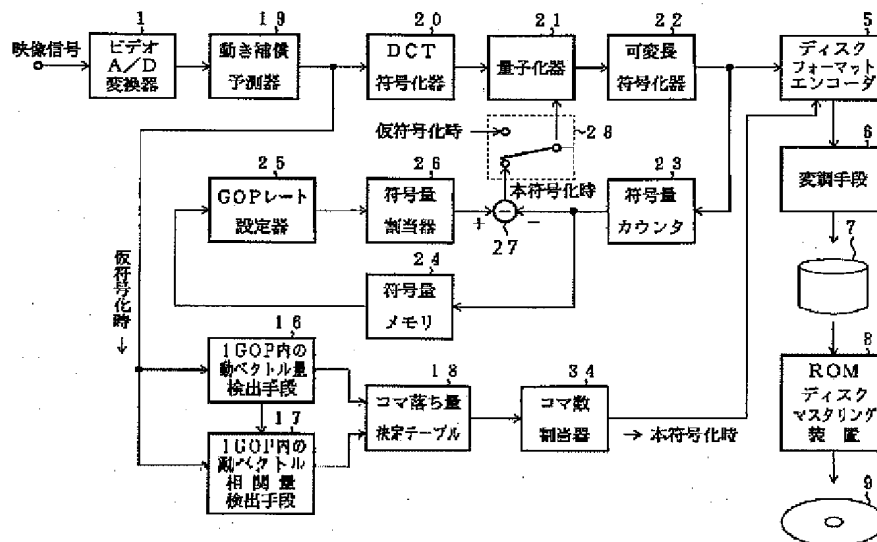 1
19
20
21
22
5
映像信号
ビデオ
A/D
変換器
動き補償
予測器
DCT
符号化器
量子化器
可変長
符号化器
ディスク
フォーマット
エンコーダ
仮符号化時
28
6
変調手段
25
26
本符号化時
23
GOPレート
設定器
符号量
割当器
+
−
−
27
符号量
カウンタ
7
24
符号量
メモリ
仮符号化時
↓
16
1GOP内の
動ベクトル量
検出手段
18
34
8
コマ落ち量
決定テーブル
コマ数
割当器
→本符号化時
ROM
ディスク
マスタリング
装置
17
1GOP内の
動ベクトル
相関量
検出手段
9